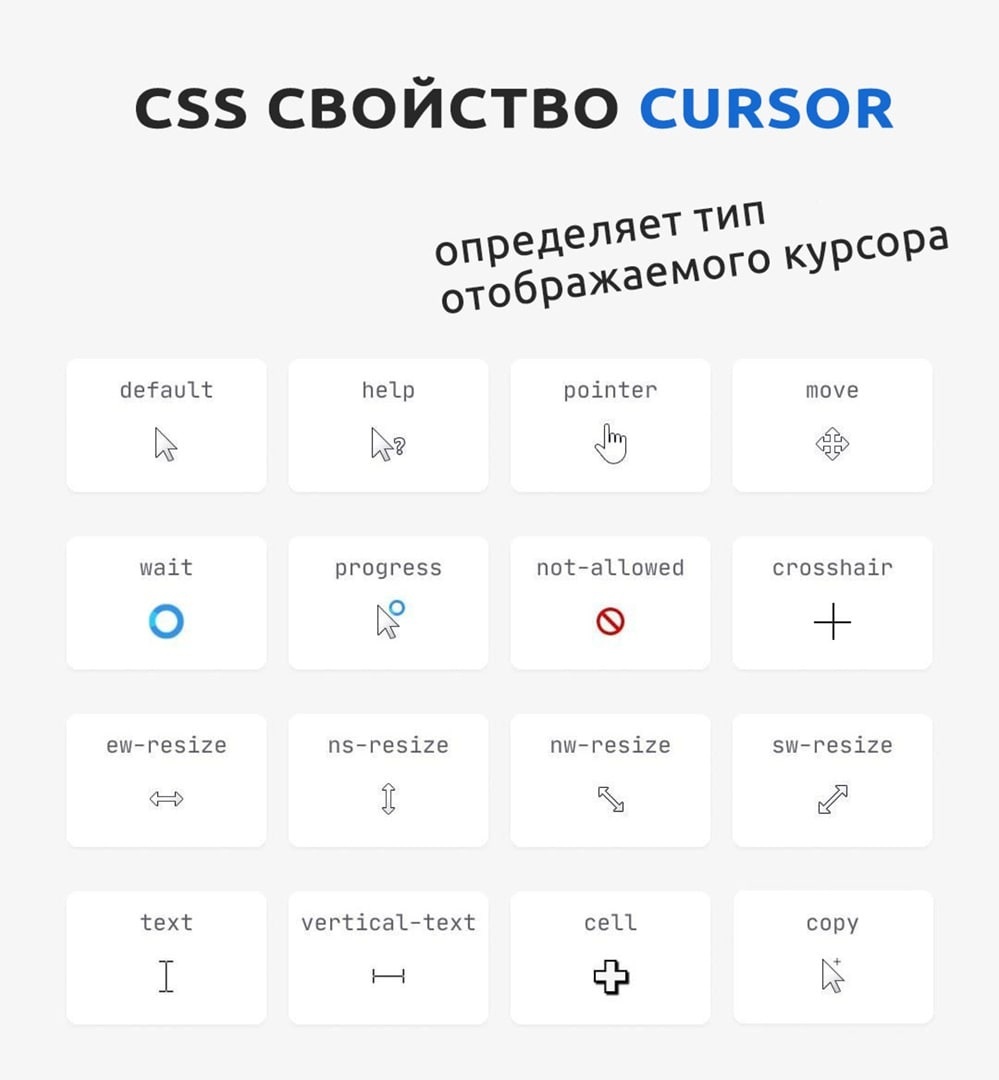 CSS СВОЙСТВО CURSOR
определяет тип
отображаемого курсора
default help pointer move
wait progress not-allowed crosshair
ew-resize ns-resize nw-resize sw-resize
text vertical-text cell copy